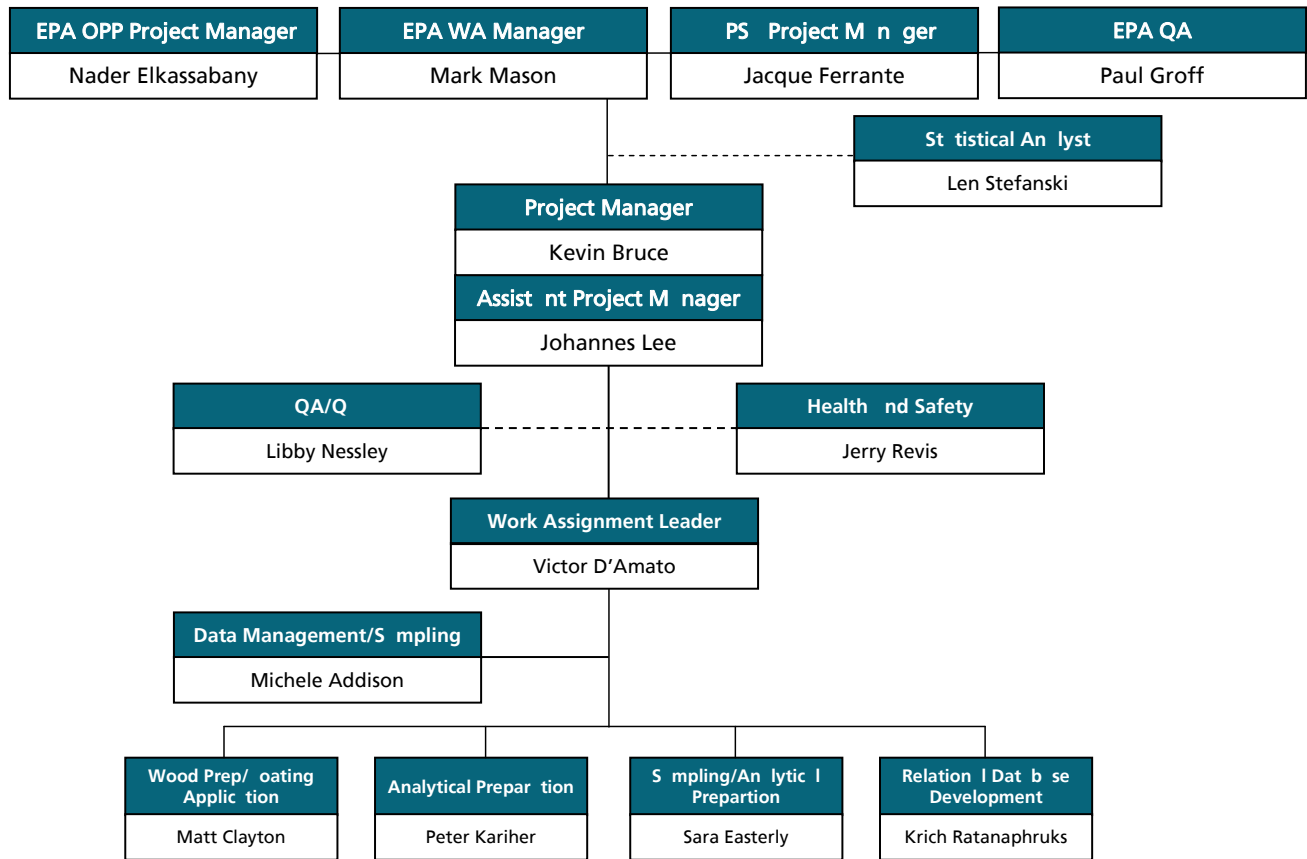 EPA OPP Project Manager
Nader Elkassabany
EPA WA Manager
Mark Mason
PS Project M n ger
Jacque Ferrante
EPA QA
Paul Groff
St tistical An lyst
Len Stefanski
Project Manager
Kevin Bruce
Assist nt Project M nager
Johannes Lee
QA/Q
Libby Nessley
Health nd Safety
Jerry Revis
Work Assignment Leader
Victor D’Amato
Data Management/S mpling
Michele Addison
Wood Prep/ oating
Applic tion
Matt Clayton
Analytical Prepar tion
Peter Kariher
S mpling/An lytic l
Prepartion
Sara Easterly
Relation l Dat b se
Development
Krich Ratanaphruks